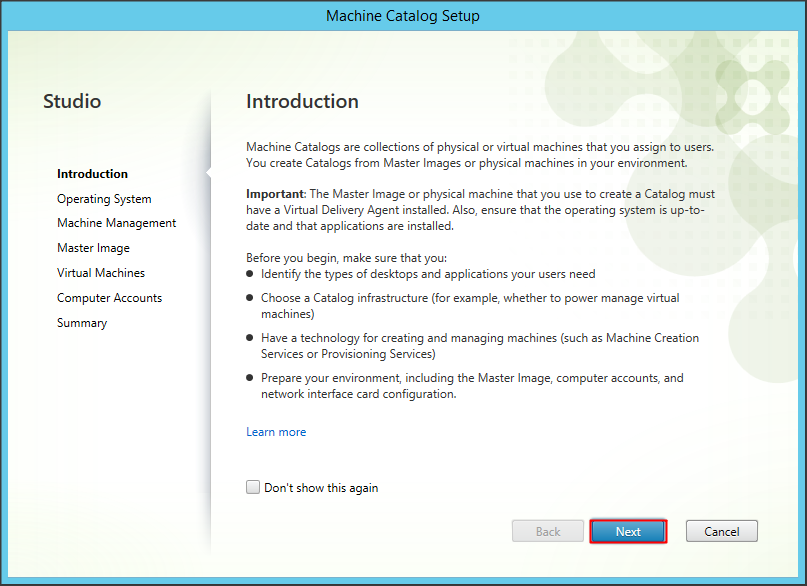 Machine Catalog Setup
Studio
Introduction
Operating System
Machine Management
Master Image
Virtual Machines
Computer Accounts
Summary
Introduction
Machine Catalogs are collections of physical or virtual machines that you assign to users.
You create Catalogs from Master Images or physical machines in your environment.
Important: The Master Image or physical machine that you use to create a Catalog must
have a Virtual Delivery Agent installed. Also, ensure that the operating system is up-to-
date and that applications are installed.
Before you begin, make sure that you:
● Identify the types of desktops and applications your users need
● Choose a Catalog infrastructure (for example, whether to power manage virtual
machines)
● Have a technology for creating and managing machines (such as Machine Creation
Services or Provisioning Services)
● Prepare your environment, including the Master Image, computer accounts, and
network interface card configuration.
Learn more
Don't show this again
Back Next Cancel